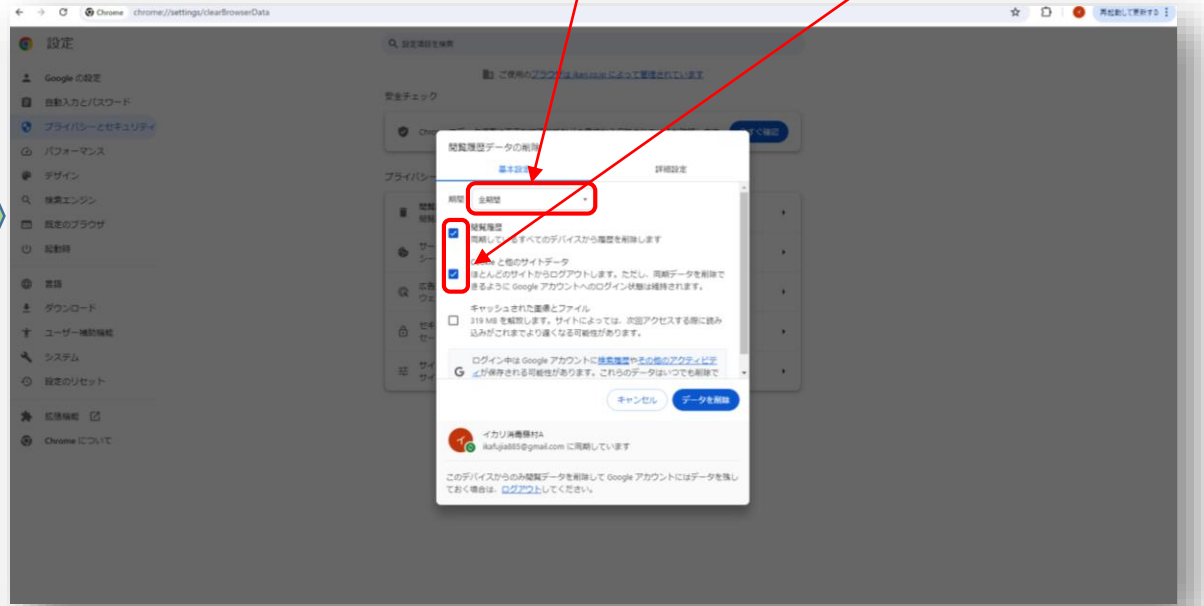 Chrome chrome://settings/clearBrowserData
再起動して更新する
設定
設定項目を検索
Google の設定
自動入力とパスワード
プライバシーとセキュリティ
パフォーマンス
デザイン
検索エンジン
既定のブラウザ
起動時
言語
ダウンロード
ユーザー補助機能
システム
設定のリセット
拡張機能
Chrome について
ご使用のブラウザは によって管理されています
安全チェック
閲覧履歴データの削除
基本設定
詳細設定
期間 全期間
閲覧履歴
同期しているすべてのデバイスから履歴を削除します
Cookie と他のサイトデータ
ほとんどのサイトからログアウトします。ただし、同期データを削除で
きるように Google アカウントへのログイン状態は維持されます。
キャッシュされた画像とファイル
319 MB を解放します。サイトによっては、次回アクセスする際に読み
込みがこれまでより遅くなる可能性があります。
ログイン中は Google アカウントに検索履歴やその他のアクティビテ
ィが保存される可能性があります。これらのデータはいつでも削除で
キャンセル
データを削除
イカリ消毒
ikafujia885@gmail.com に同期しています
このデバイスからのみ閲覧データを削除して Google アカウントにはデータを残し
ておく場合は、ログアウトしてください。